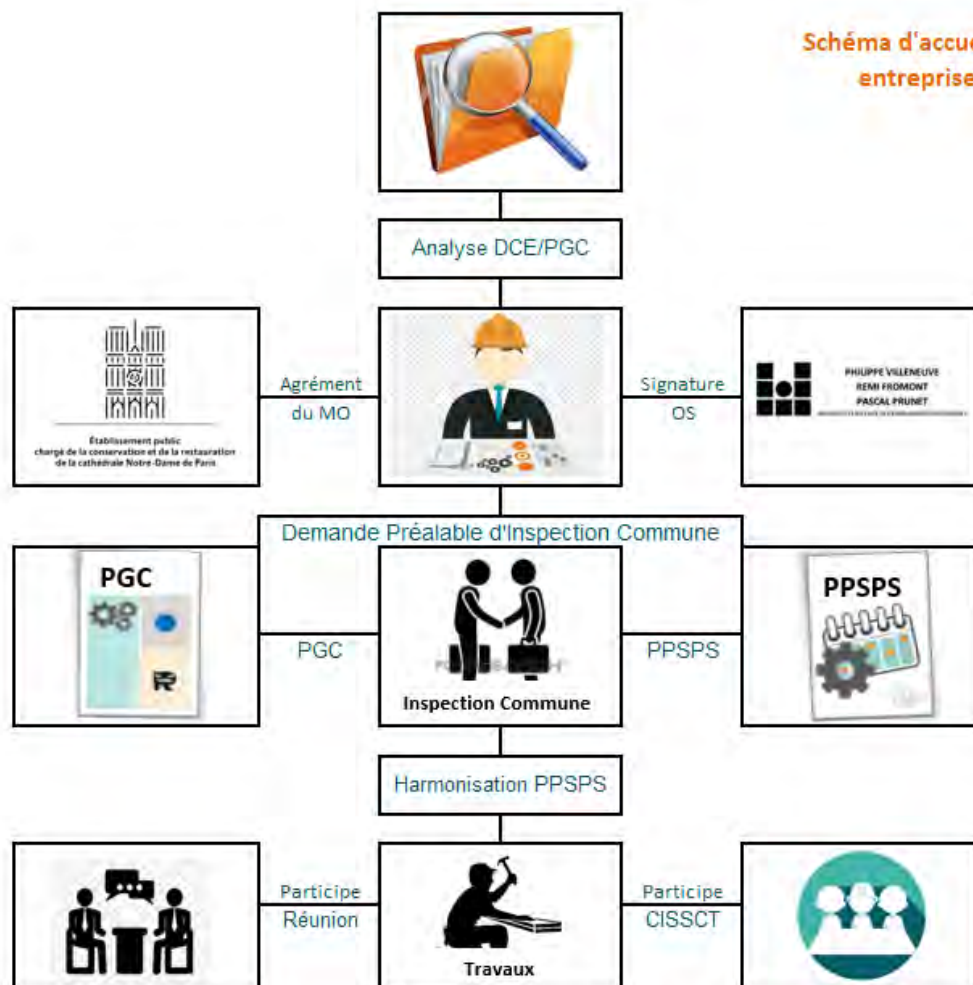 Schéma d'accue
entreprise
Analyse DCE/PGC
Établissement public
chargé de la conservation et de la restauration
de la cathédrale Notre-Dame de Paris
Agrément
du MO
Signature
OS
PHILIPPE VILLENEUVE
REMI FROMONT
PASCAL PRUNET
Demande Préalable d'Inspection Commune
PGC
PGC
Inspection Commune
PPSPS
PPSPS
Harmonisation PPSPS
Participe
Réunion
Travaux
Participe
CISSCT